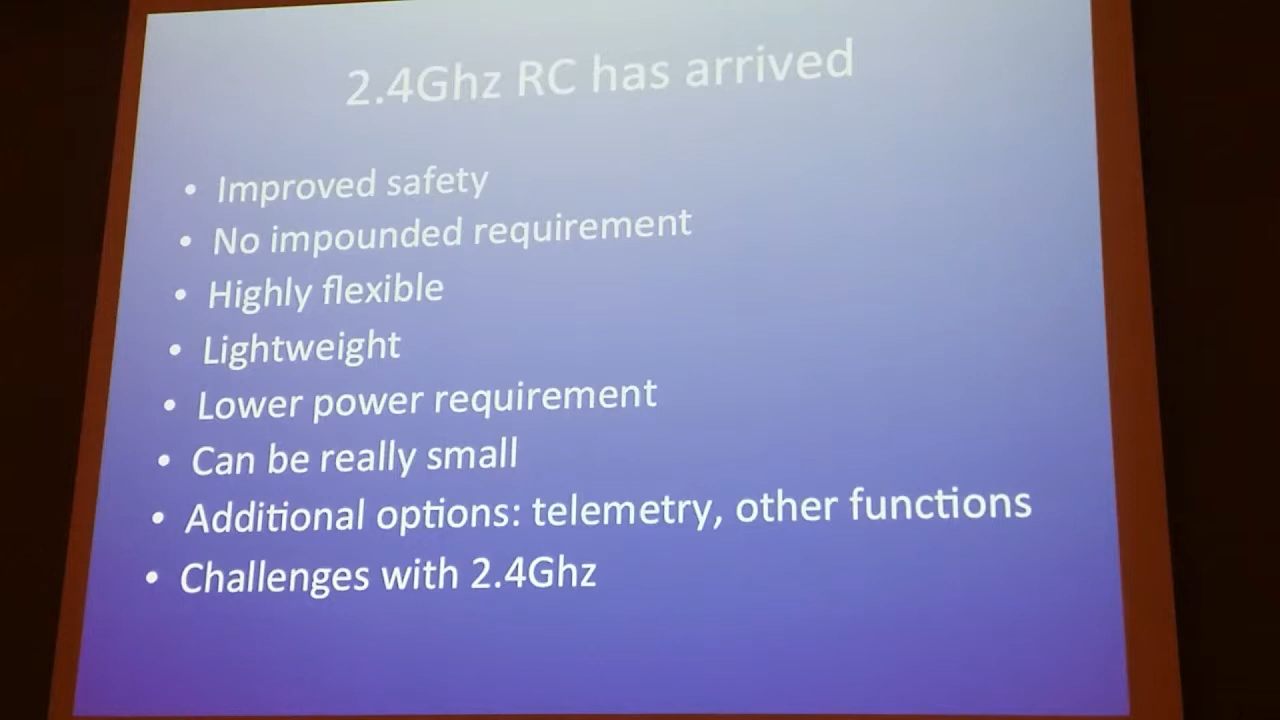 2.4Ghz RC has arrived
• Improved safety
• No impounded requirement
• Highly flexible
• Lightweight
• Lower power requirement
• Can be really small
• Additional options: telemetry, other functions
• Challenges with 2.4Ghz